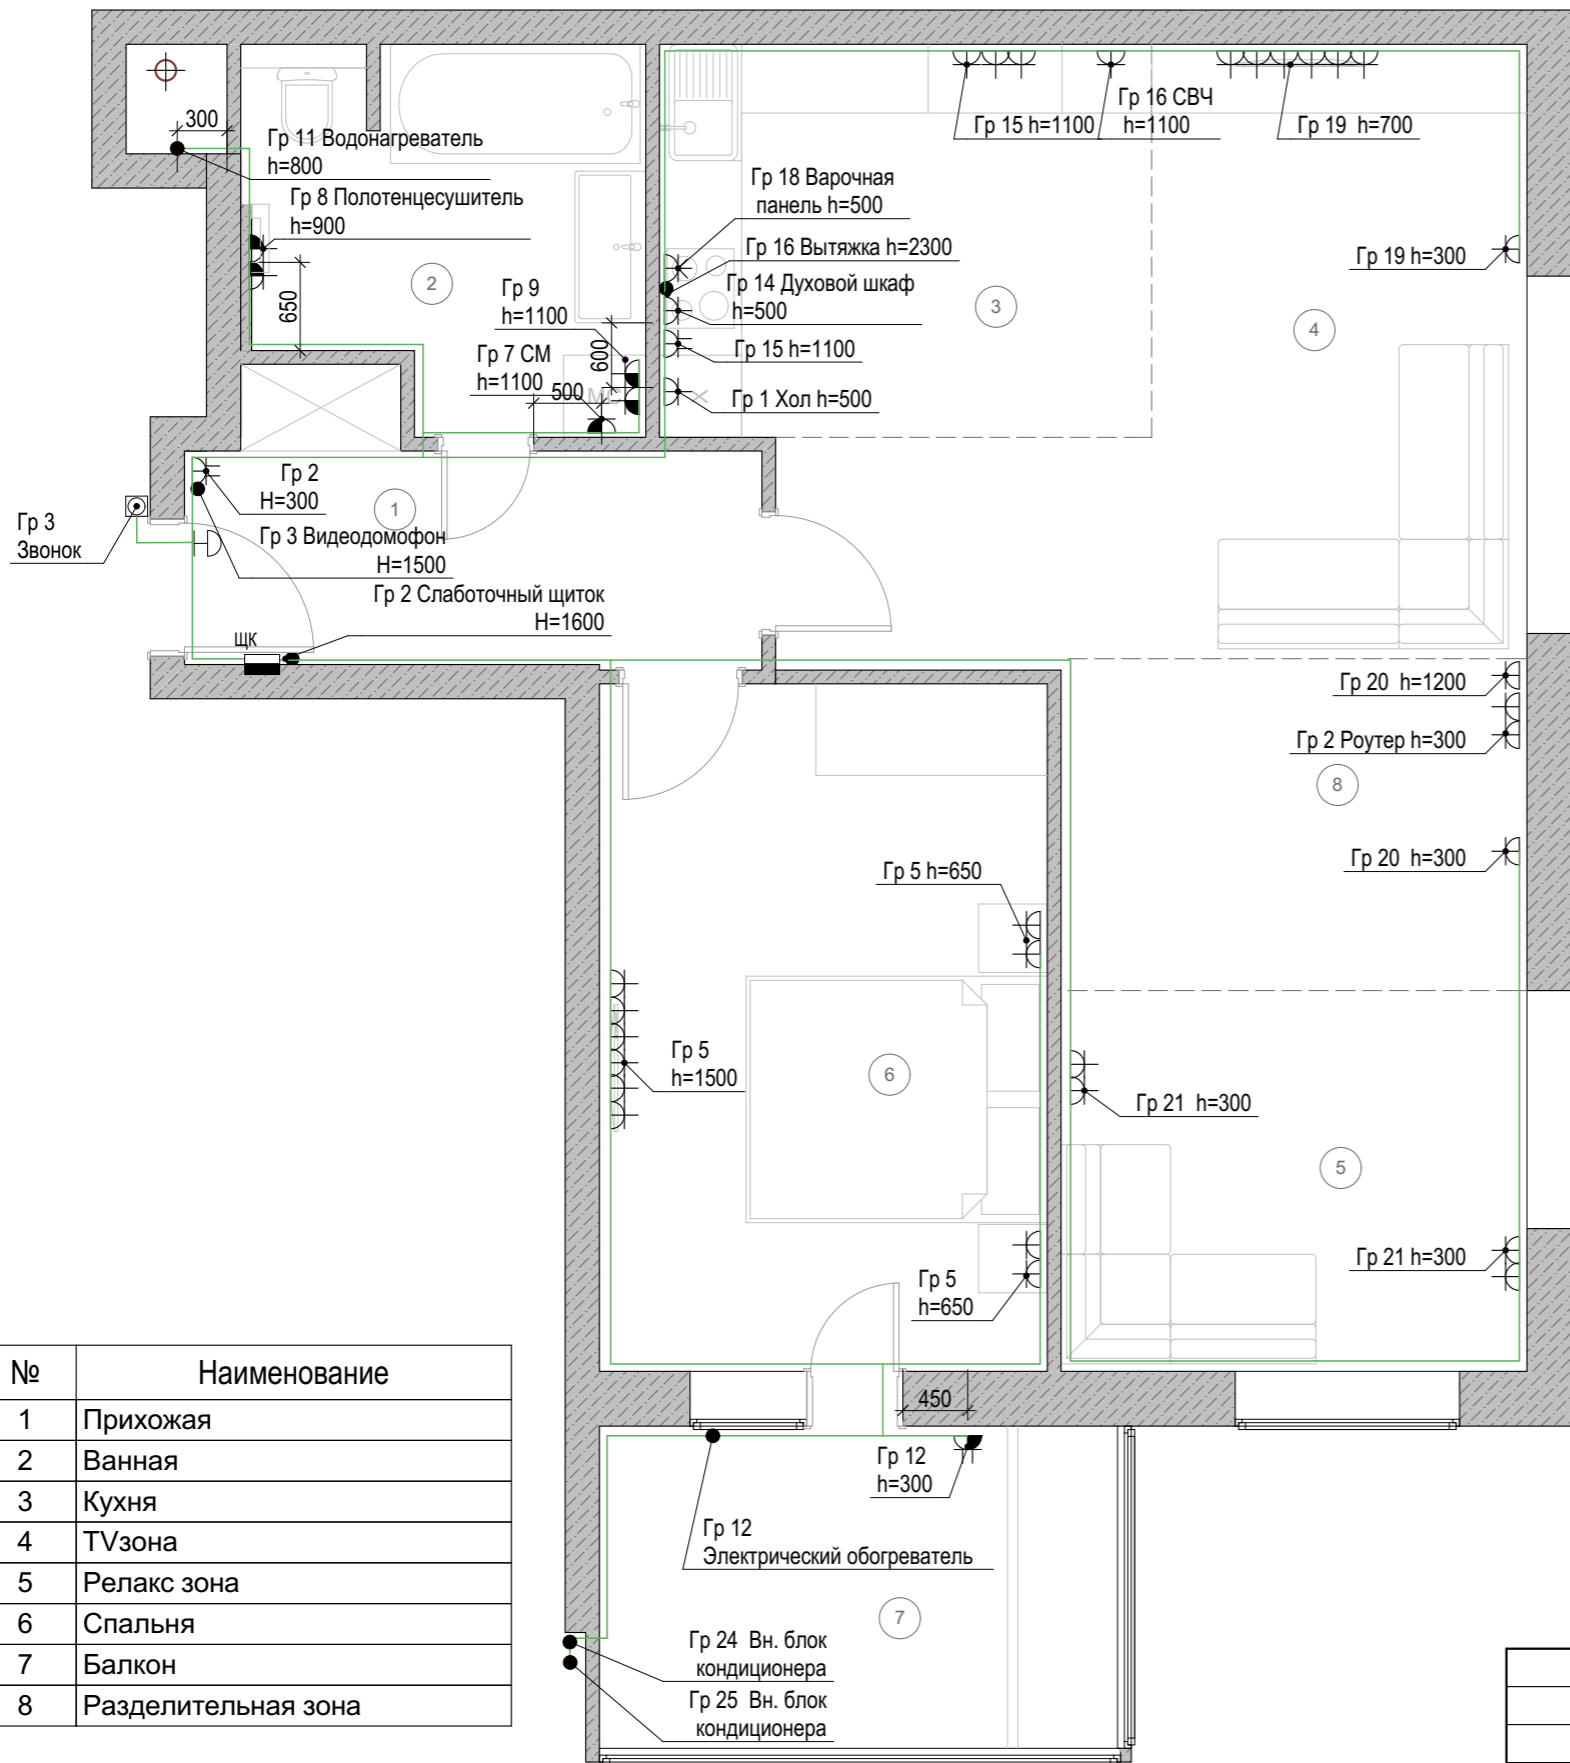 300
Гр 11 Водонагреватель
h=800
Гр 8 Полотенцесушитель
h=900
650
2
Гр 9
h=1100
Гр 7 СМ
h=1100
500
600
Гр 15 h=1100
Гр 16 СВЧ
h=1100
Гр 19 h=700
Гр 18 Варочная
панель h=500
Гр 16 Вытяжка h=2300
Гр 14 Духовой шкаф
h=500
Гр 15 h=1100
Гр 1 Хол h=500
3
4
Гр 19 h=300
Гр 2
Н=300
1
Гр 3
Звонок
Гр 3 Видеодомофон
Н=1500
Гр 2 Слаботочный щиток
Н=1600
ЩК
Гр 20 h=1200
Гр 2 Роутер h=300
8
Гр 20 h=300
Гр 5 h=650
Гр 5
h=1500
6
Гр 21 h=300
5
Гр 21 h=300
Гр 5
h=650
450
Гр 12
h=300
Гр 12
Электрический обогреватель
7
Гр 24 Вн. блок
кондиционера
Гр 25 Вн. блок
кондиционера
№ Наименование
1 Прихожая
2 Ванная
3 Кухня
4 TVзона
5 Релакс зона
6 Спальня
7 Балкон
8 Разделительная зона